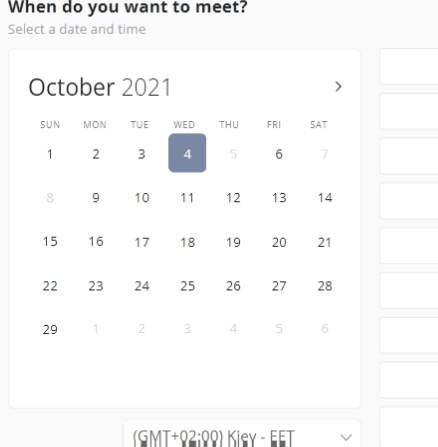 When do you want to meet?
Select a date and time
October 2021
SUN MON TUE WED THU FRI SAT
1 2 3 4 5 6 7
8 9 10 11 12 13 14
15 16 17 18 19 20 21
22 23 24 25 26 27 28
29 1 2 3 4 5 6
(GMT+02:00) Kiev - EET